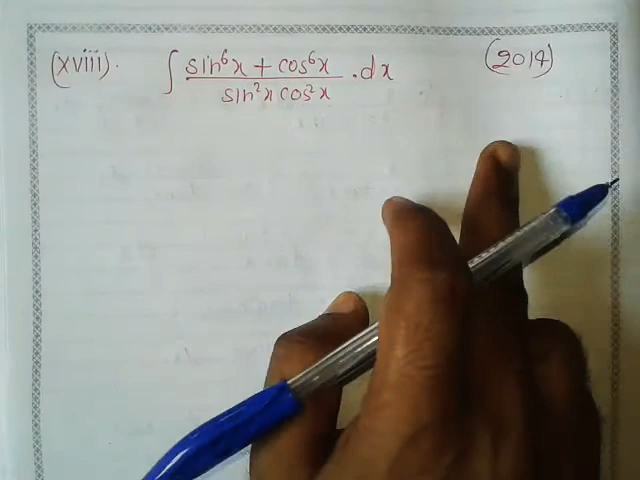 (xviii). ∫ sin⁶x + cos⁶x / sin²x cos²x .dx (2014)